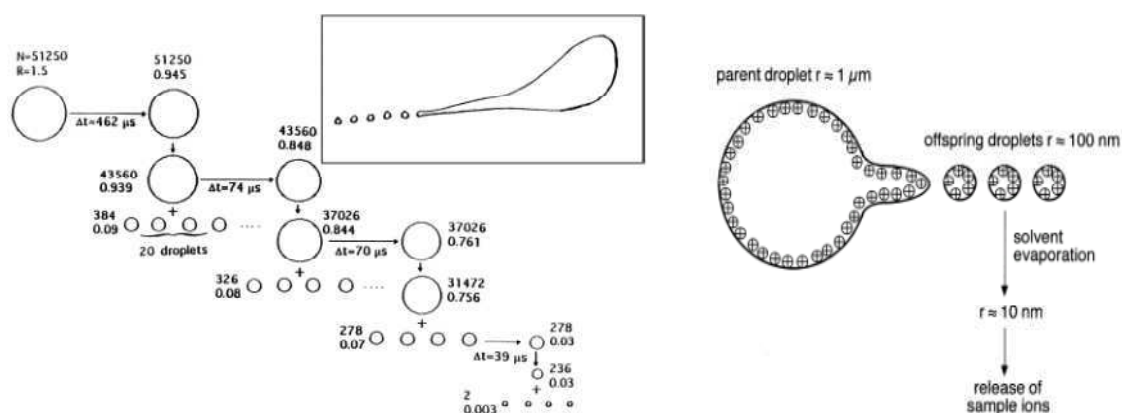 N=51250
R=1.5
51250
0.945
Δt=462 μs
43560
0.848
43560
0.939
Δt=74 μs
384
0.09
20 droplets
37026
0.844
Δt=70 μs
37026
0.761
326
0.08
31472
0.756
278
0.07
Δt=39 μs
278
0.03
236
0.03
2
0.003
parent droplet r ≈ 1 μm
offspring droplets r ≈ 100 nm
solvent
evaporation
r ≈ 10 nm
release of
sample ions